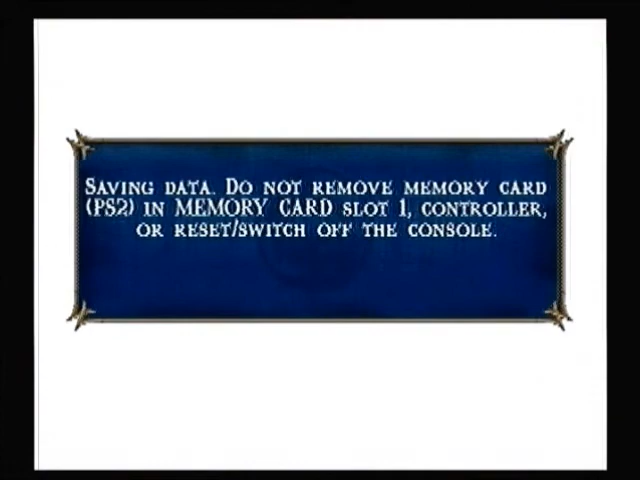 Saving data. Do not remove memory card
(PS2) in MEMORY CARD slot 1, controller,
or reset/switch off the console.